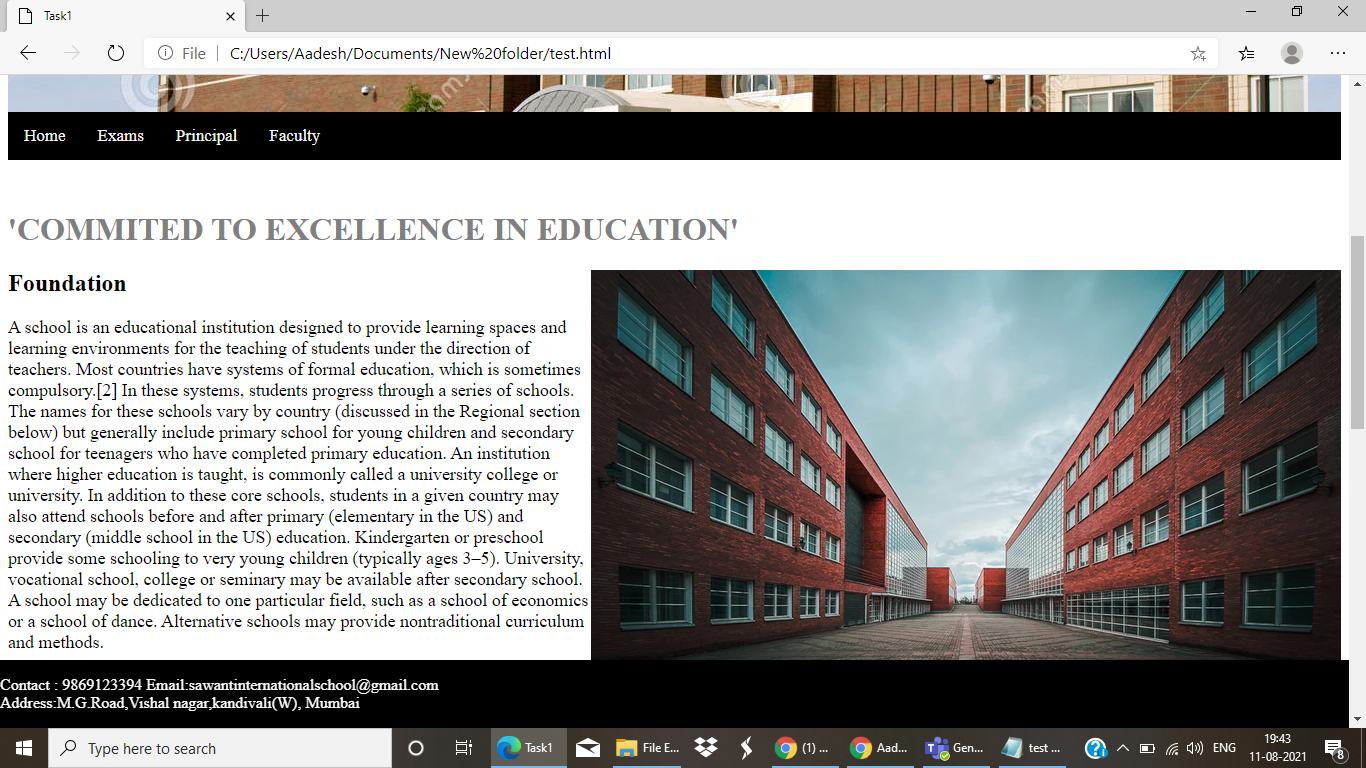 Task1
File
C:/Users/Aadesh/Documents/New%20folder/test.html
Home Exams Principal Faculty
'COMMITED TO EXCELLENCE IN EDUCATION'
Foundation
A school is an educational institution designed to provide learning spaces and
learning environments for the teaching of students under the direction of
teachers. Most countries have systems of formal education, which is sometimes
compulsory.[2] In these systems, students progress through a series of schools.
The names for these schools vary by country (discussed in the Regional section
below) but generally include primary school for young children and secondary
school for teenagers who have completed primary education. An institution
where higher education is taught, is commonly called a university college or
university. In addition to these core schools, students in a given country may
also attend schools before and after primary (elementary in the US) and
secondary (middle school in the US) education. Kindergarten or preschool
provide some schooling to very young children (typically ages 3–5). University,
vocational school, college or seminary may be available after secondary school.
A school may be dedicated to one particular field, such as a school of economics
or a school of dance. Alternative schools may provide nontraditional curriculum
and methods.
Contact : 9869123394 Email:sawantinternationalschool@gmail.com
Address:M.G.Road,Vishal nagar,kandivali(W), Mumbai
Type here to search
Task1
File E...
(1) ...
Aad...
Gen...
test ...
ENG
19:43
11-08-2021
8